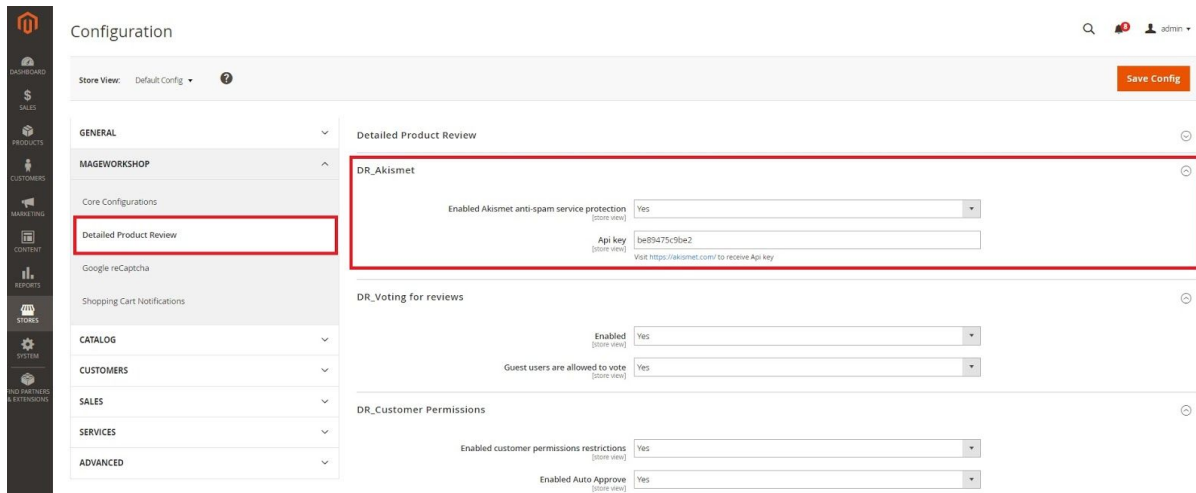 Configuration
8
admin
Store View: Default Config
?
Save Config
DASHBOARD
$
SALES
PRODUCTS
CUSTOMERS
MARKETING
CONTENT
REPORTS
STORES
SYSTEM
FIND PARTNERS
& EXTENSIONS
GENERAL
MAGEWORKSHOP
Core Configurations
Detailed Product Review
Google reCaptcha
Shopping Cart Notifications
CATALOG
CUSTOMERS
SALES
SERVICES
ADVANCED
Detailed Product Review
DR_Akismet
Enabled Akismet anti-spam service protection Yes
[store view]
Api key be89475c9be2
[store view]
Visit https://akismet.com/ to receive Api key
DR_Voting for reviews
Enabled Yes
[store view]
Guest users are allowed to vote Yes
[store view]
DR_Customer Permissions
Enabled customer permissions restrictions Yes
[store view]
Enabled Auto Approve Yes
[store view]